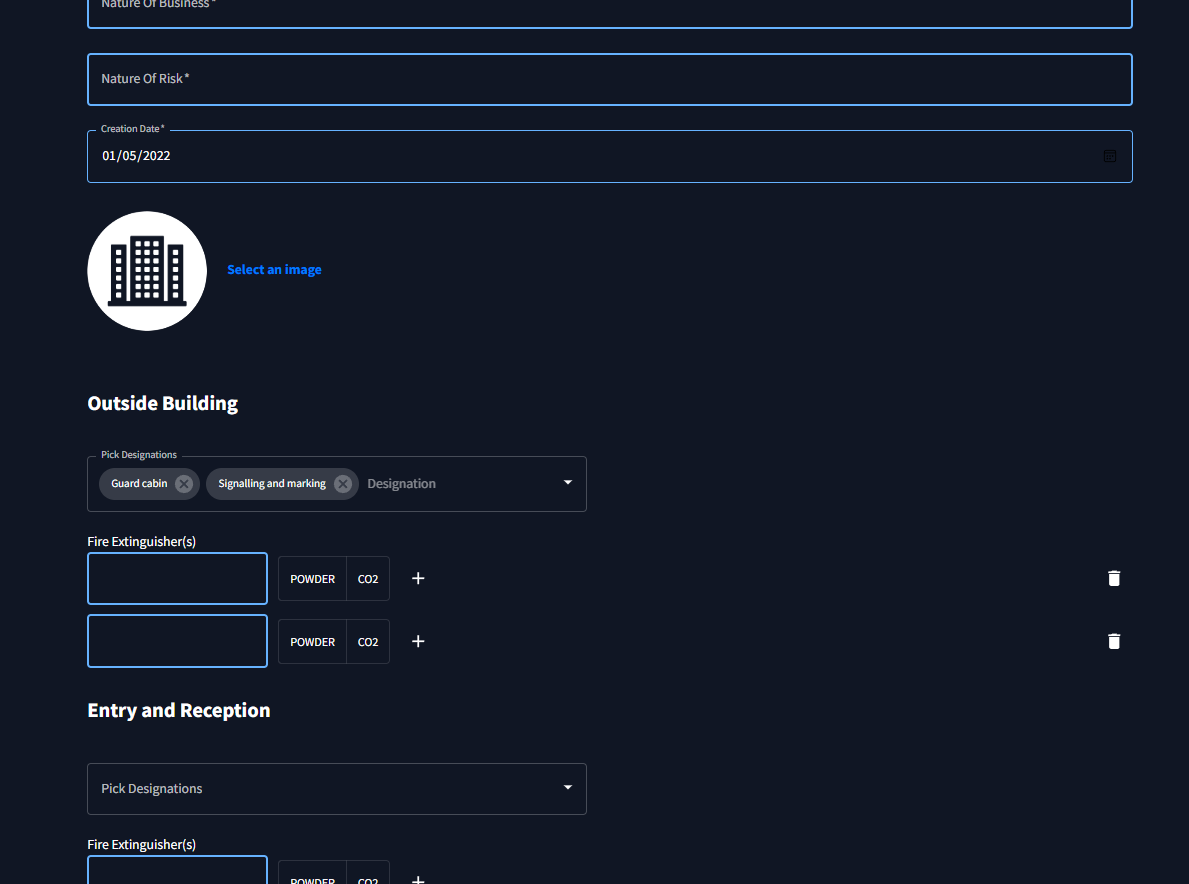 Nature Of Business *
Nature Of Risk *
Creation Date *
01/05/2022
Select an image
Outside Building
Pick Designations
Guard cabin Signalling and marking Designation
Fire Extinguisher(s)
POWDER CO2 +
POWDER CO2 +
Entry and Reception
Pick Designations
Fire Extinguisher(s)
POWDER CO2 +